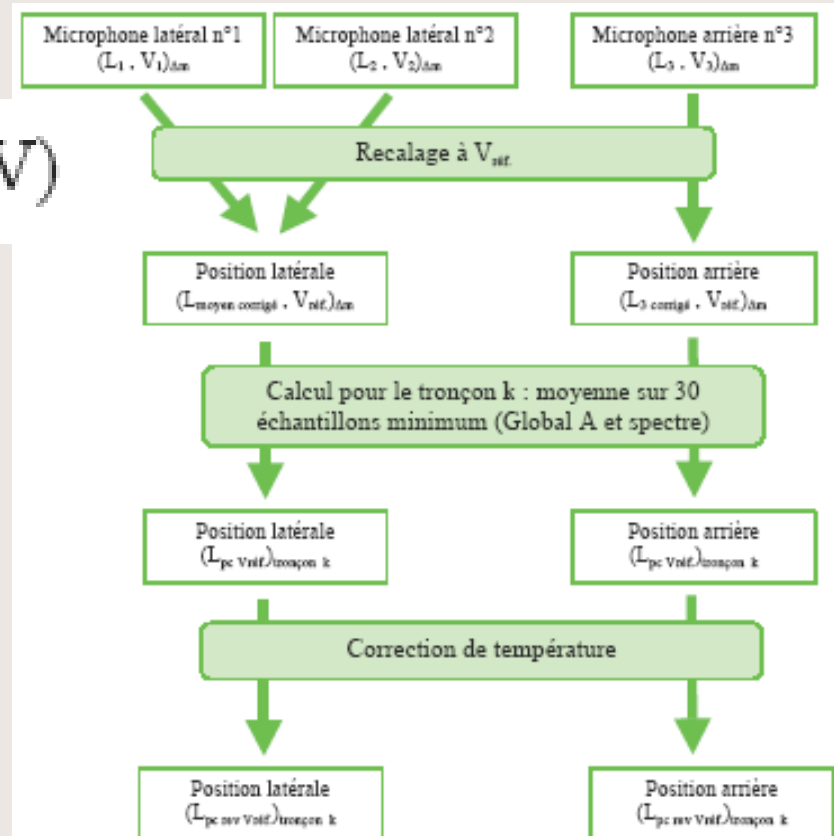 Microphone latéral n°1
(L₁ , V₁)Δm
Microphone latéral n°2
(L₂ , V₂)Δm
Microphone arrière n°3
(L₃ , V₃)Δm
V)
Recalage à Vréf.
Position latérale
(Lmoyen corrigé , Vréf.)Δm
Position arrière
(L3 corrigé , Vréf.)Δm
Calcul pour le tronçon k : moyenne sur 30
échantillons minimum (Global A et spectre)
Position latérale
(Lpc Vréf.)tronçon k
Position arrière
(Lpc Vréf.)tronçon k
Correction de température
Position latérale
(Lpc rev Vréf.)tronçon k
Position arrière
(Lpc rev Vréf.)tronçon k